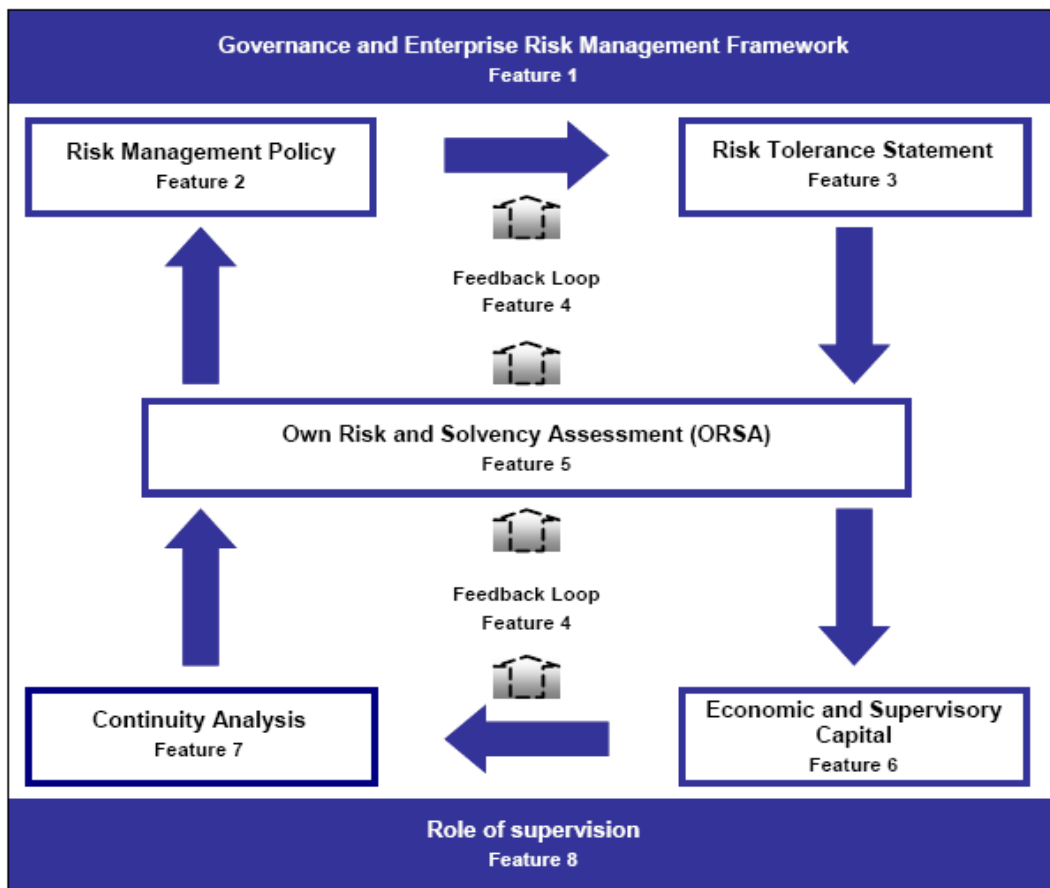 Governance and Enterprise Risk Management Framework
Feature 1
Risk Management Policy
Feature 2
Risk Tolerance Statement
Feature 3
Feedback Loop
Feature 4
Own Risk and Solvency Assessment (ORSA)
Feature 5
Feedback Loop
Feature 4
Continuity Analysis
Feature 7
Economic and Supervisory
Capital
Feature 6
Role of supervision
Feature 8